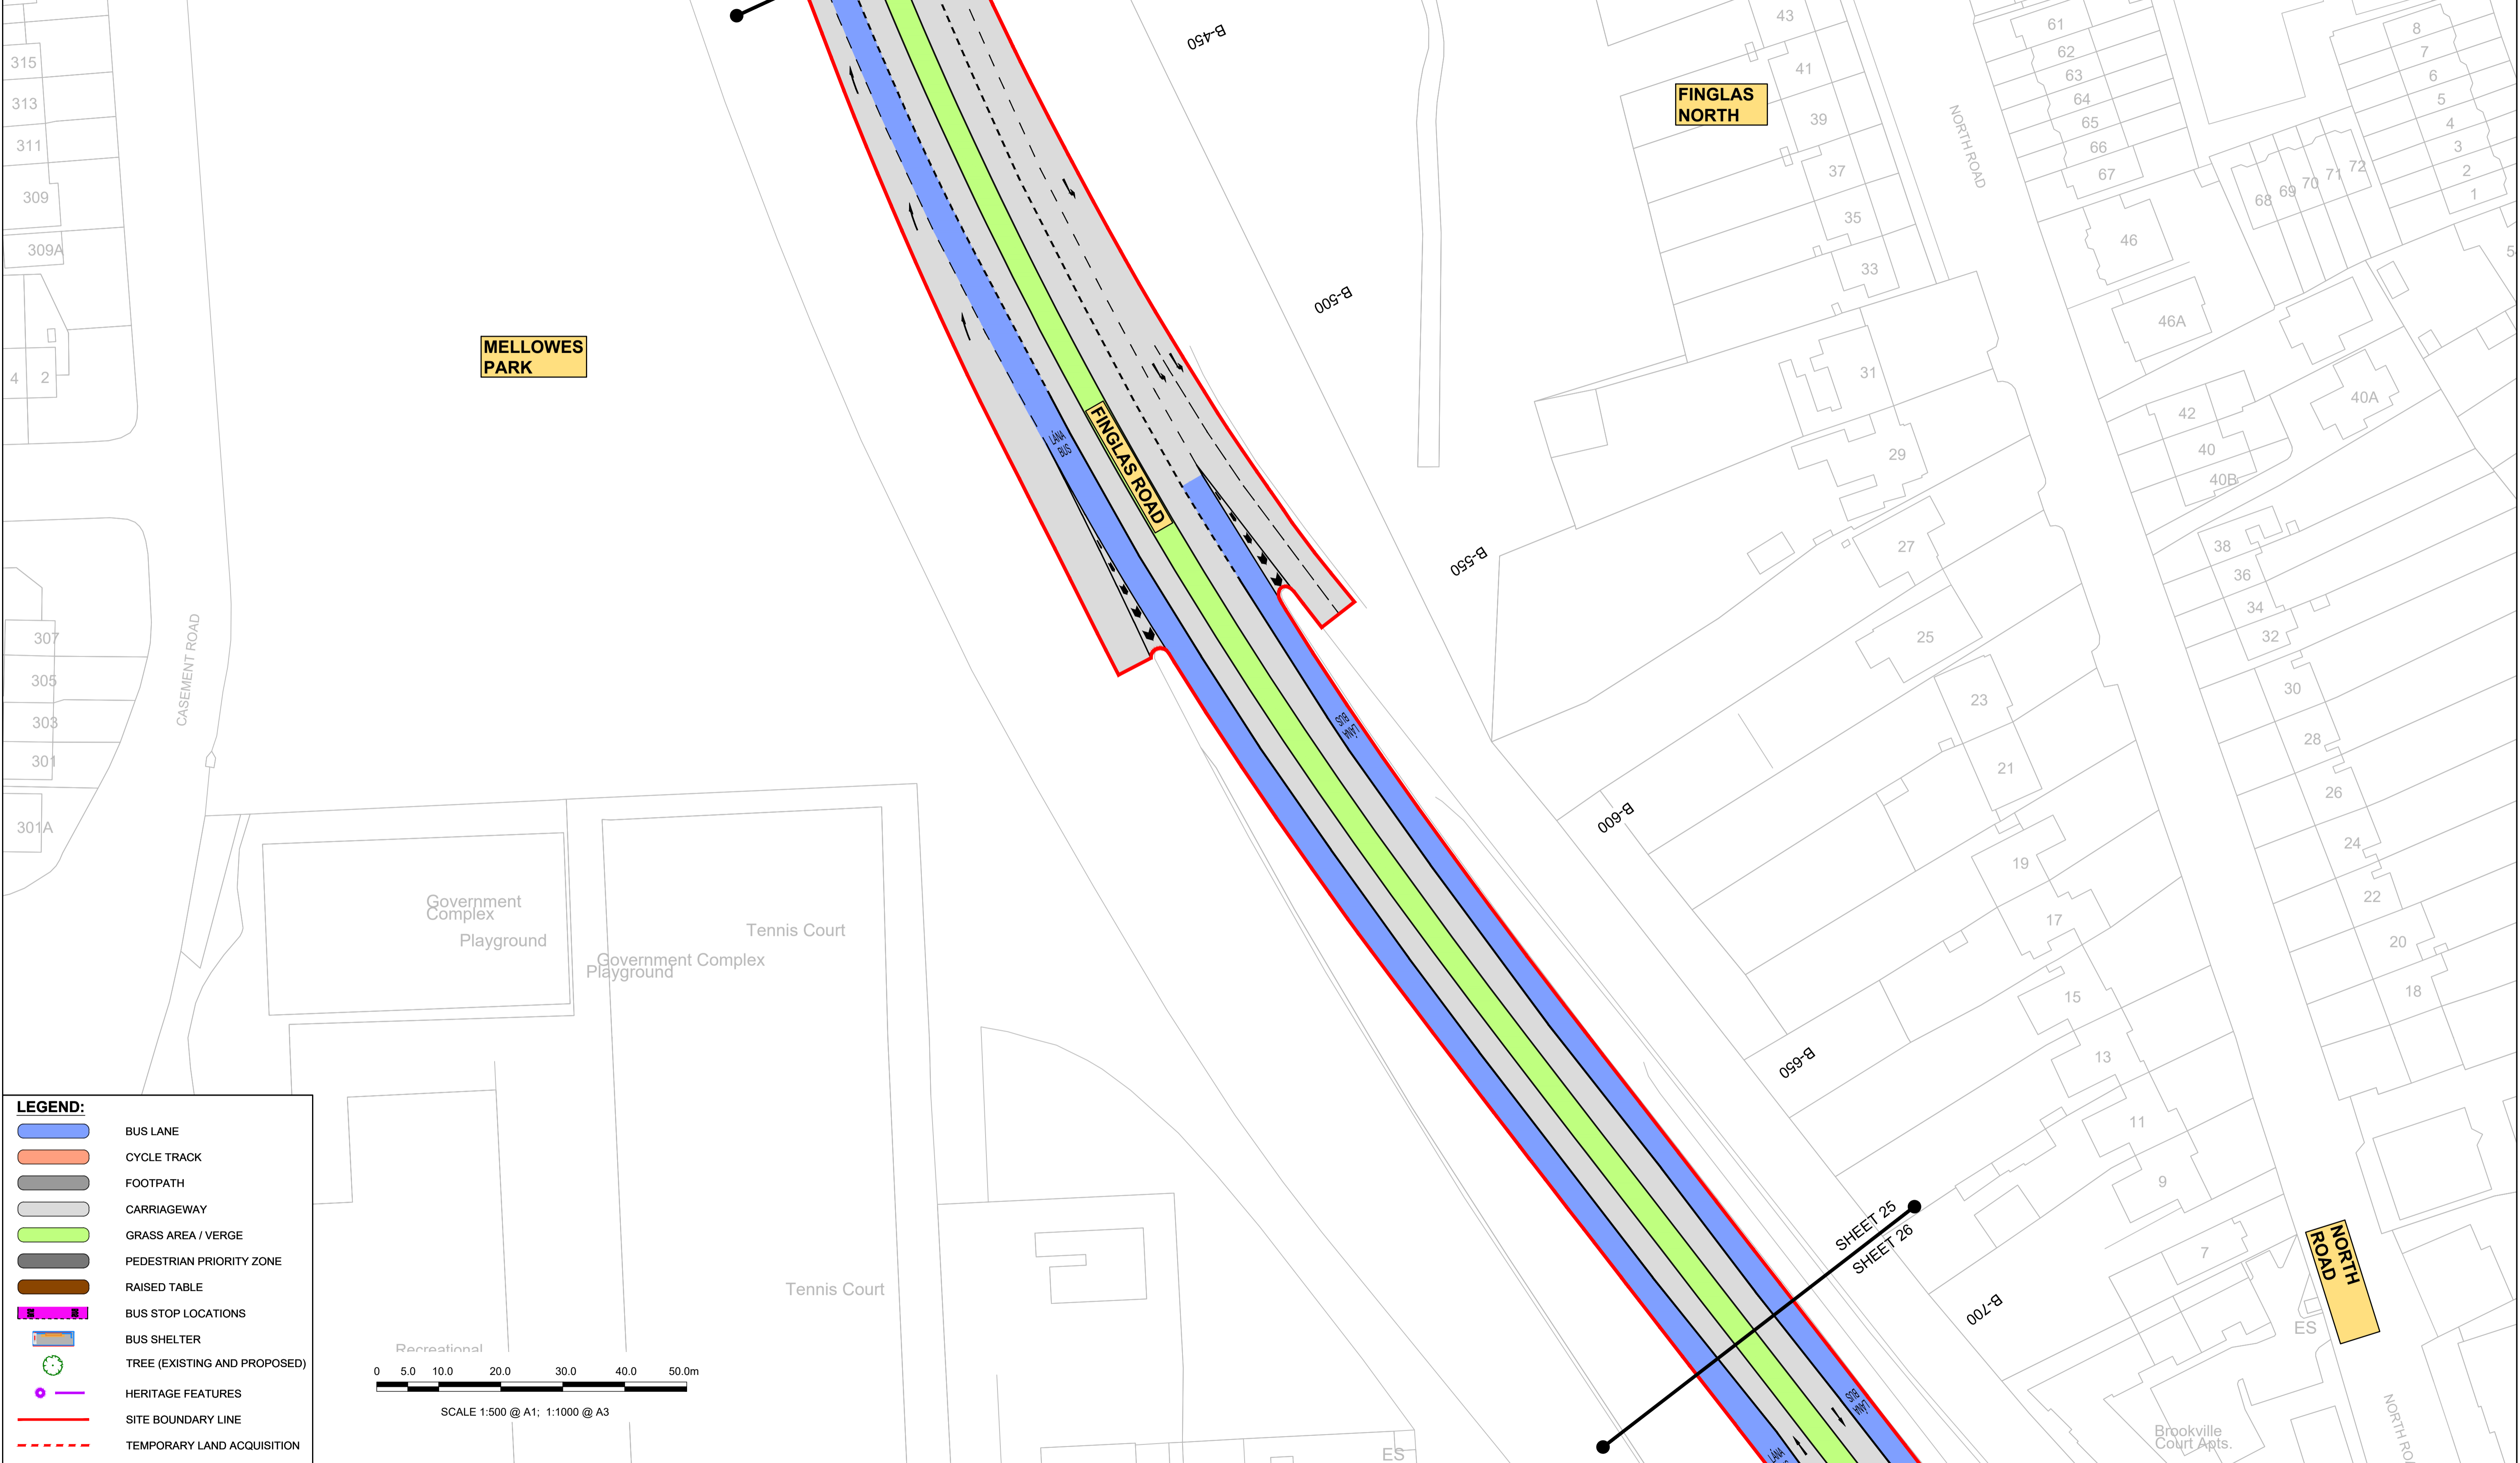 315
313
311
309
309A
4
2
307
305
303
301
301A
CASEMENT ROAD
MELLOWES
PARK
B-450
B-500
B-550
B-600
B-650
B-700
FINGLAS
NORTH
FINGLAS ROAD
LÁNA
BUS
LÁNA
BUS
LÁNA
BUS
LÁNA
43
41
39
37
35
33
31
29
27
25
23
21
19
17
15
13
11
9
7
NORTH ROAD
61
62
63
64
65
66
67
68
69
70
71
72
8
7
6
5
4
3
2
1
46
46A
42
40
40B
40A
38
36
34
32
30
28
26
24
22
20
18
Government
Complex
Playground
Tennis Court
Government Complex
Playground
Tennis Court
Recreational
ES
SHEET 25
SHEET 26
NORTH
ROAD
ES
Brookville
Court Apts.
LEGEND:
BUS LANE
CYCLE TRACK
FOOTPATH
CARRIAGEWAY
GRASS AREA / VERGE
PEDESTRIAN PRIORITY ZONE
RAISED TABLE
BUS STOP LOCATIONS
BUS SHELTER
TREE (EXISTING AND PROPOSED)
HERITAGE FEATURES
SITE BOUNDARY LINE
TEMPORARY LAND ACQUISITION
0 5.0 10.0 20.0 30.0 40.0 50.0m
SCALE 1:500 @ A1; 1:1000 @ A3